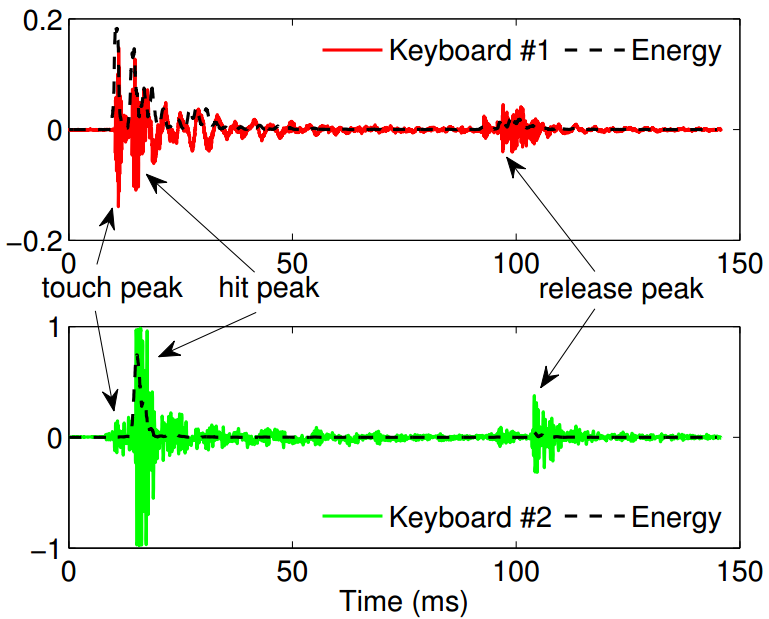 0.2
Keyboard #1 Energy
0
−0.2
0 50 100 150
touch peak hit peak release peak
1
0
Keyboard #2 Energy
−1
0 50 100 150
Time (ms)